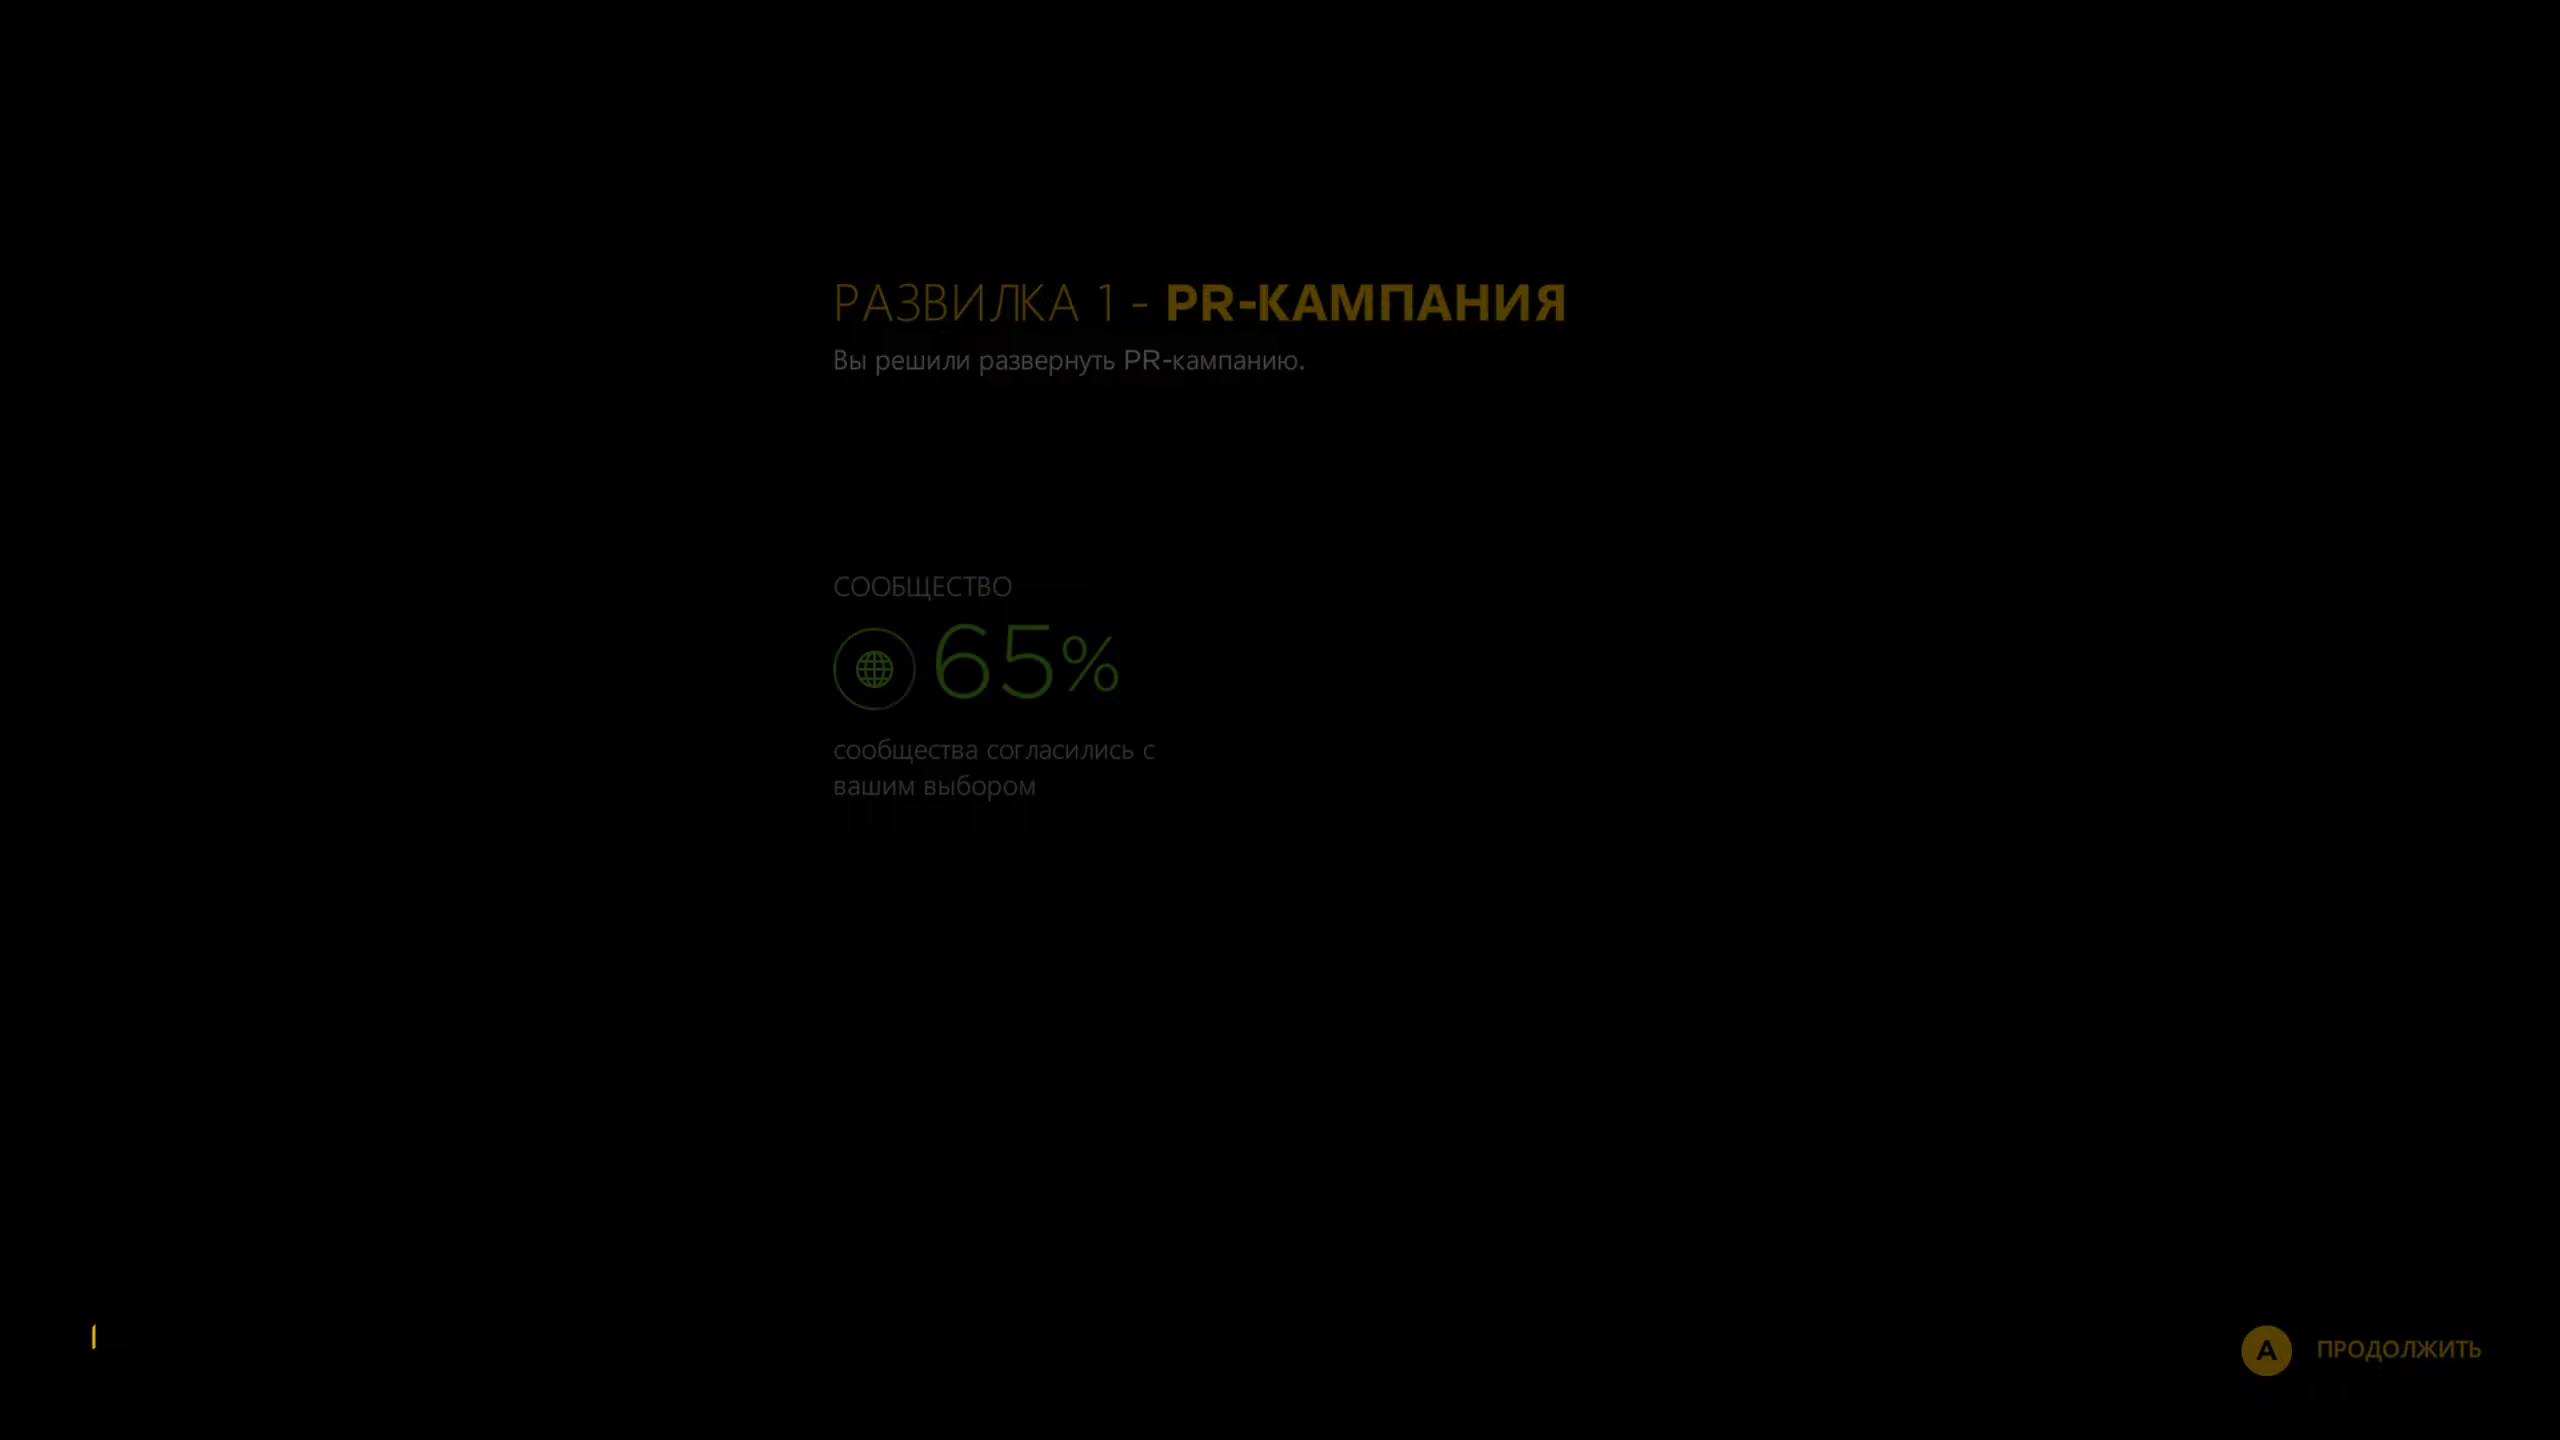 РАЗВИЛКА 1 - PR-КАМПАНИЯ
Вы решили развернуть PR-кампанию.
СООБЩЕСТВО
65%
сообщества согласились с
вашим выбором
A ПРОДОЛЖИТЬ